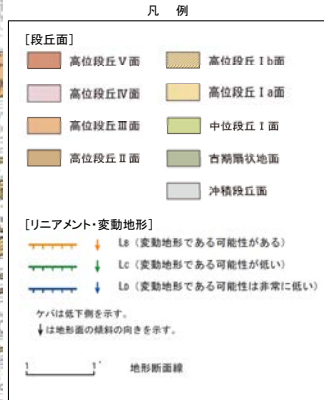 凡 例
[段丘面]
高位段丘Ⅴ面
高位段丘Ⅳ面
高位段丘Ⅲ面
高位段丘Ⅱ面
高位段丘Ⅰb面
高位段丘Ⅰa面
中位段丘Ⅰ面
古期扇状地面
沖積段丘面
[リニアメント・変動地形]
LB (変動地形である可能性がある)
LC (変動地形である可能性が低い)
LD (変動地形である可能性は非常に低い)
ケバは低下側を示す。
↓は地形面の傾斜の向きを示す。
1 1' 地形断面線